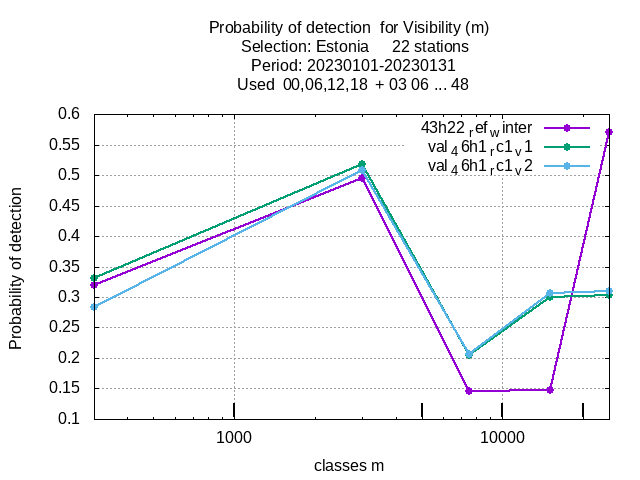 Probability of detection for Visibility (m)
Selection: Estonia 22 stations
Period: 20230101-20230131
Used 00,06,12,18 + 03 06 ... 48
0.6
0.55
0.5
0.45
0.4
0.35
0.3
0.25
0.2
0.15
0.1
Probability of detection
43h22_ref_winter
val_46h1_rc1_v1
val_46h1_rc1_v2
1000
10000
classes m